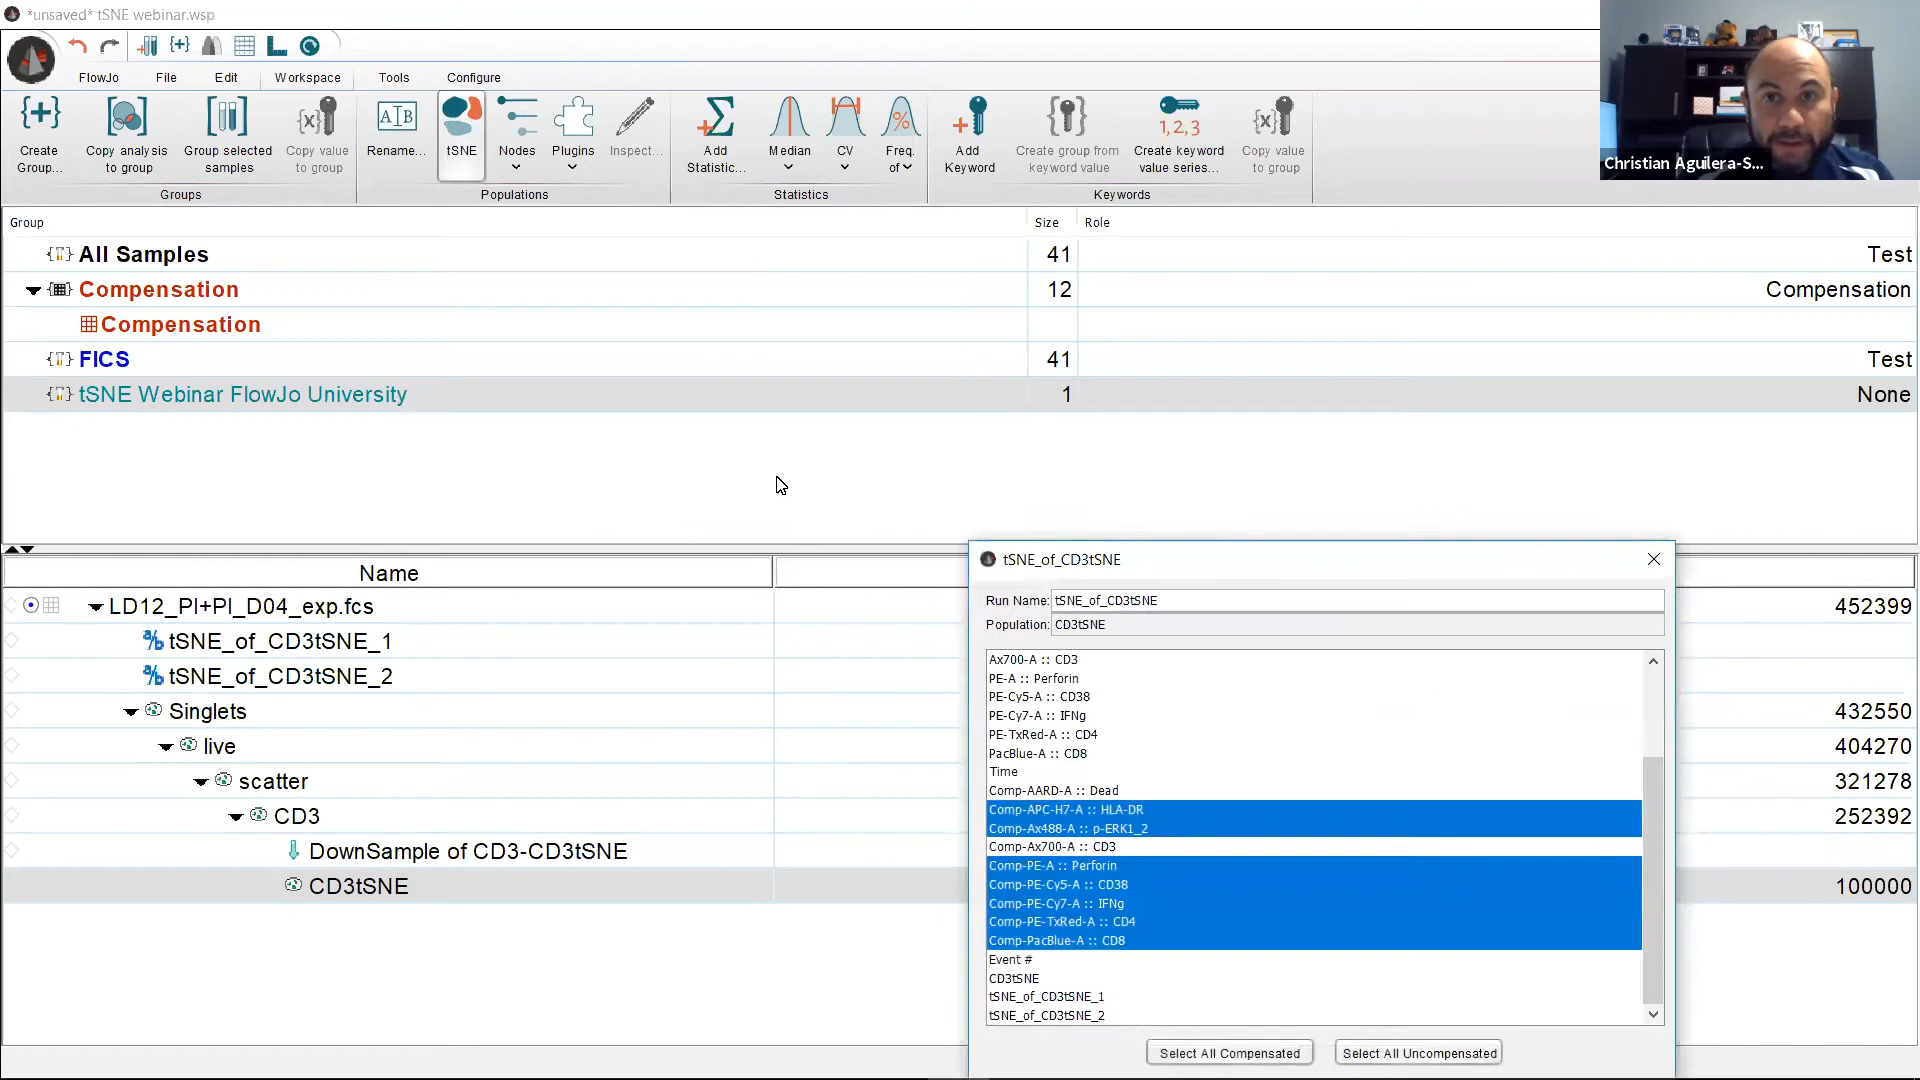 *unsaved* tSNE webinar.wsp
FlowJo File Edit Workspace Tools Configure
Create Group...
Copy analysis to group
Group selected samples
Copy value to group
Groups
Rename...
tSNE
Nodes
Plugins
Inspect...
Populations
Add Statistic...
Median
CV
Freq. of
Statistics
Add Keyword
Create group from keyword value
1,2,3
Create keyword value series...
Copy value to group
Keywords
Christian Aguilera-S...
Group Size Role
All Samples 41 Test
Compensation 12 Compensation
Compensation
FICS 41 Test
tSNE Webinar FlowJo University 1 None
Name
LD12_PI+PI_D04_exp.fcs 452399
tSNE_of_CD3tSNE_1
tSNE_of_CD3tSNE_2
Singlets 432550
live 404270
scatter 321278
CD3 252392
DownSample of CD3-CD3tSNE
CD3tSNE 100000
tSNE_of_CD3tSNE
Run Name: tSNE_of_CD3tSNE
Population: CD3tSNE
Ax700-A :: CD3
PE-A :: Perforin
PE-Cy5-A :: CD38
PE-Cy7-A :: IFNg
PE-TxRed-A :: CD4
PacBlue-A :: CD8
Time
Comp-AARD-A :: Dead
Comp-APC-H7-A :: HLA-DR
Comp-Ax488-A :: p-ERK1_2
Comp-Ax700-A :: CD3
Comp-PE-A :: Perforin
Comp-PE-Cy5-A :: CD38
Comp-PE-Cy7-A :: IFNg
Comp-PE-TxRed-A :: CD4
Comp-PacBlue-A :: CD8
Event #
CD3tSNE
tSNE_of_CD3tSNE_1
tSNE_of_CD3tSNE_2
Select All Compensated Select All Uncompensated